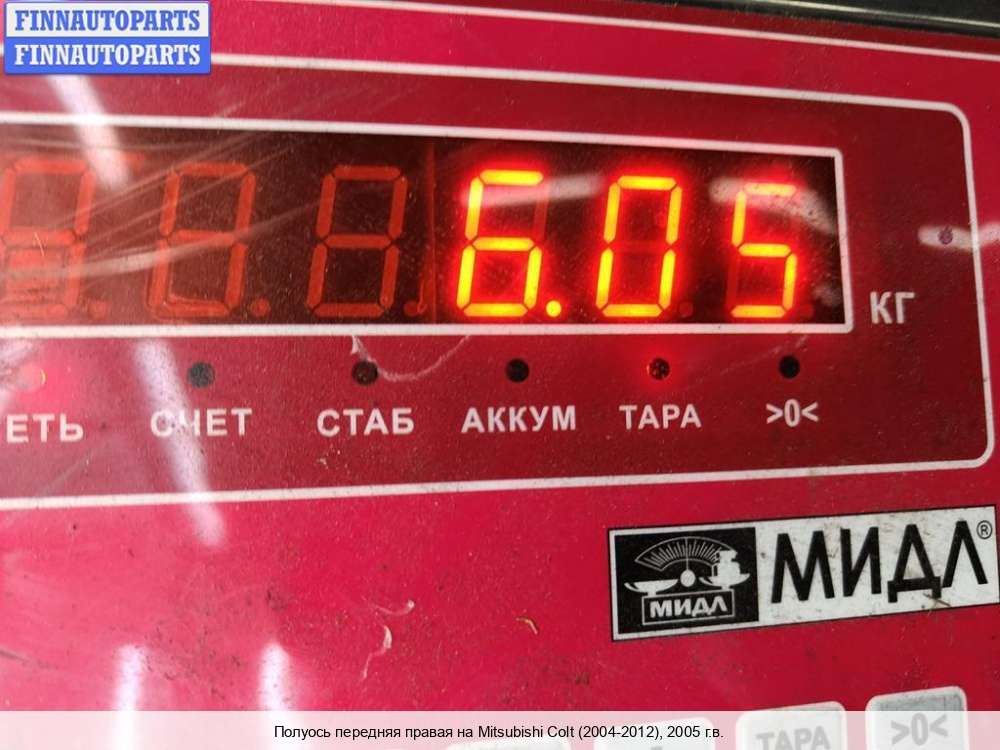 FINNAUTOPARTS
FINNAUTOPARTS
6.05
КГ
ЕТЬ СЧЕТ СТАБ АККУМ ТАРА >0<
МИДЛ
МИДЛ®
ТАРА >0<
Полуось передняя правая на Mitsubishi Colt (2004-2012), 2005 г.в.